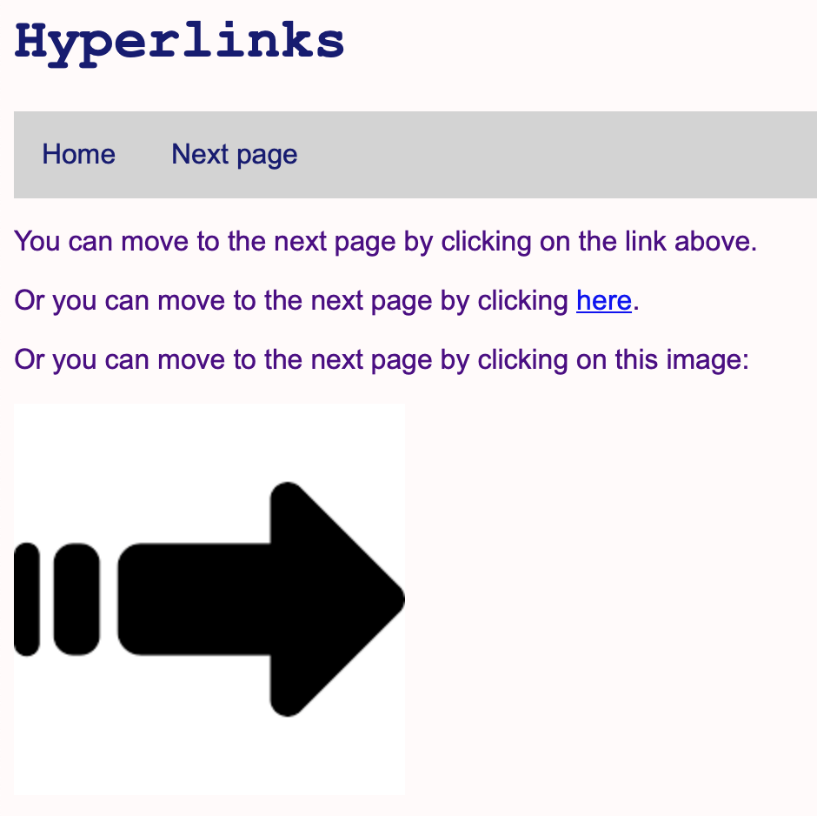 Hyperlinks
Home Next page
You can move to the next page by clicking on the link above.
Or you can move to the next page by clicking here.
Or you can move to the next page by clicking on this image: